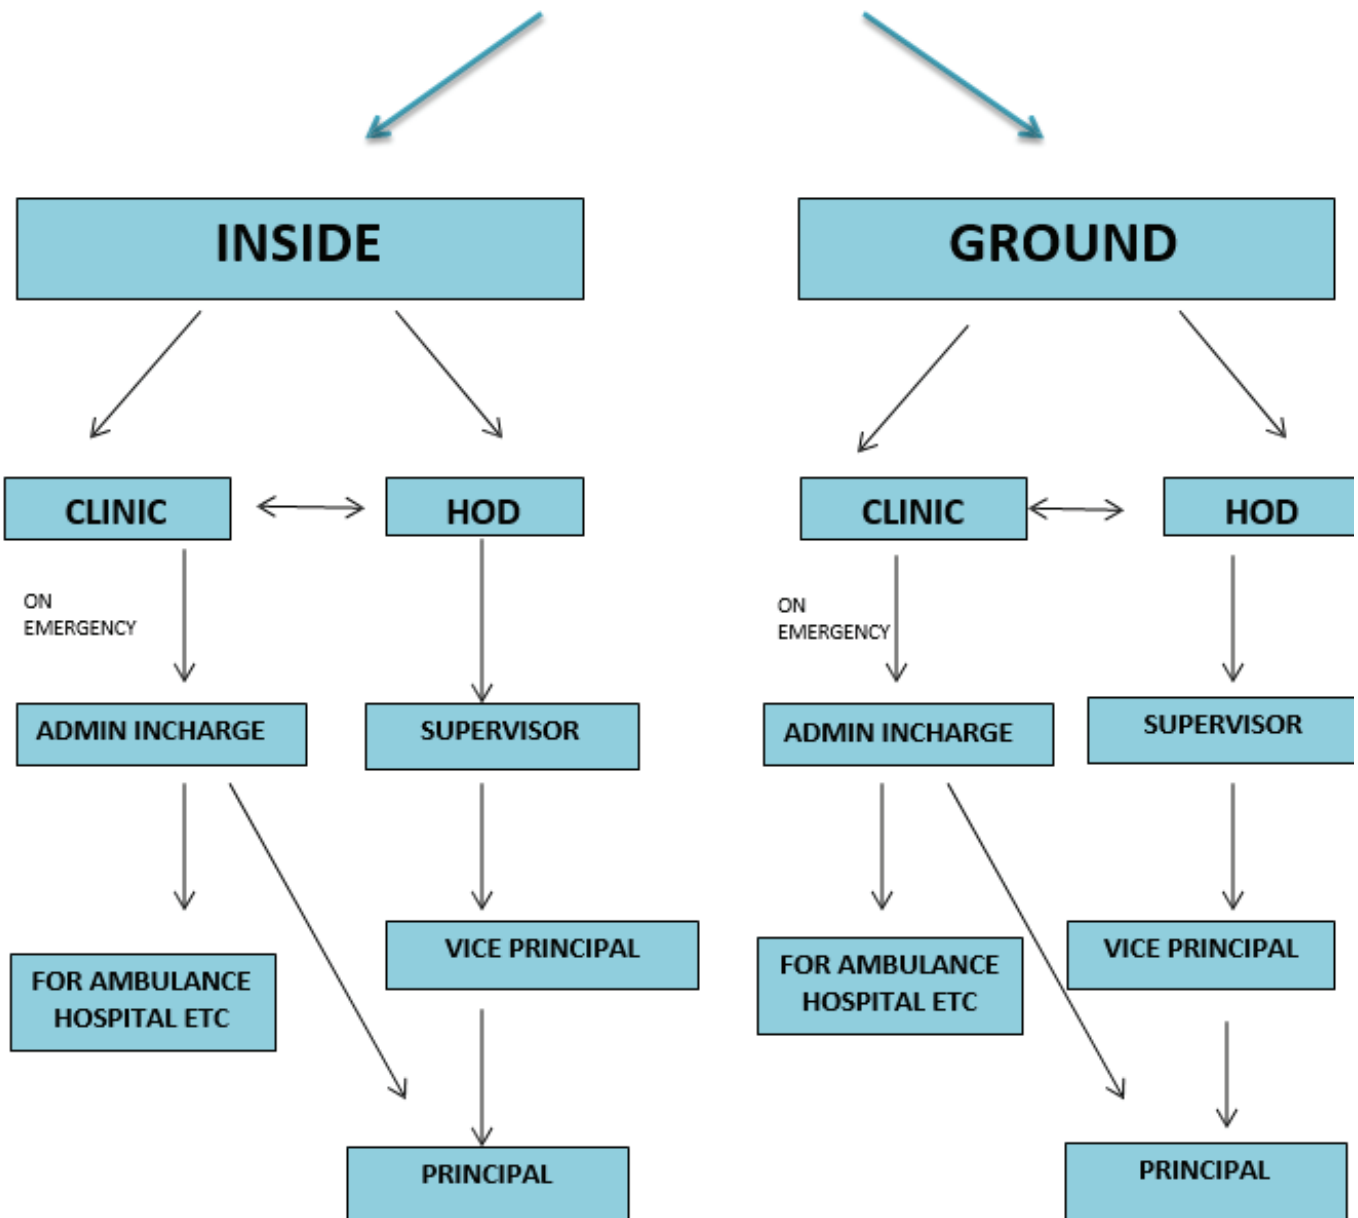 INSIDE
GROUND
CLINIC
HOD
CLINIC
HOD
ON
EMERGENCY
ON
EMERGENCY
ADMIN INCHARGE
SUPERVISOR
ADMIN INCHARGE
SUPERVISOR
FOR AMBULANCE
HOSPITAL ETC
VICE PRINCIPAL
FOR AMBULANCE
HOSPITAL ETC
VICE PRINCIPAL
PRINCIPAL
PRINCIPAL